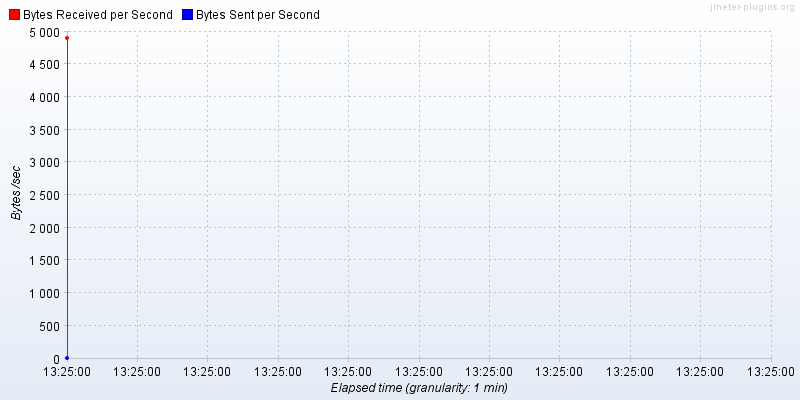 jmeter-plugins.org
Bytes Received per Second Bytes Sent per Second
5 000
4 500
4 000
3 500
3 000
2 500
2 000
1 500
1 000
500
0
Bytes /sec
13:25:00 13:25:00 13:25:00 13:25:00 13:25:00 13:25:00 13:25:00 13:25:00 13:25:00 13:25:00 13:25:00
Elapsed time (granularity: 1 min)